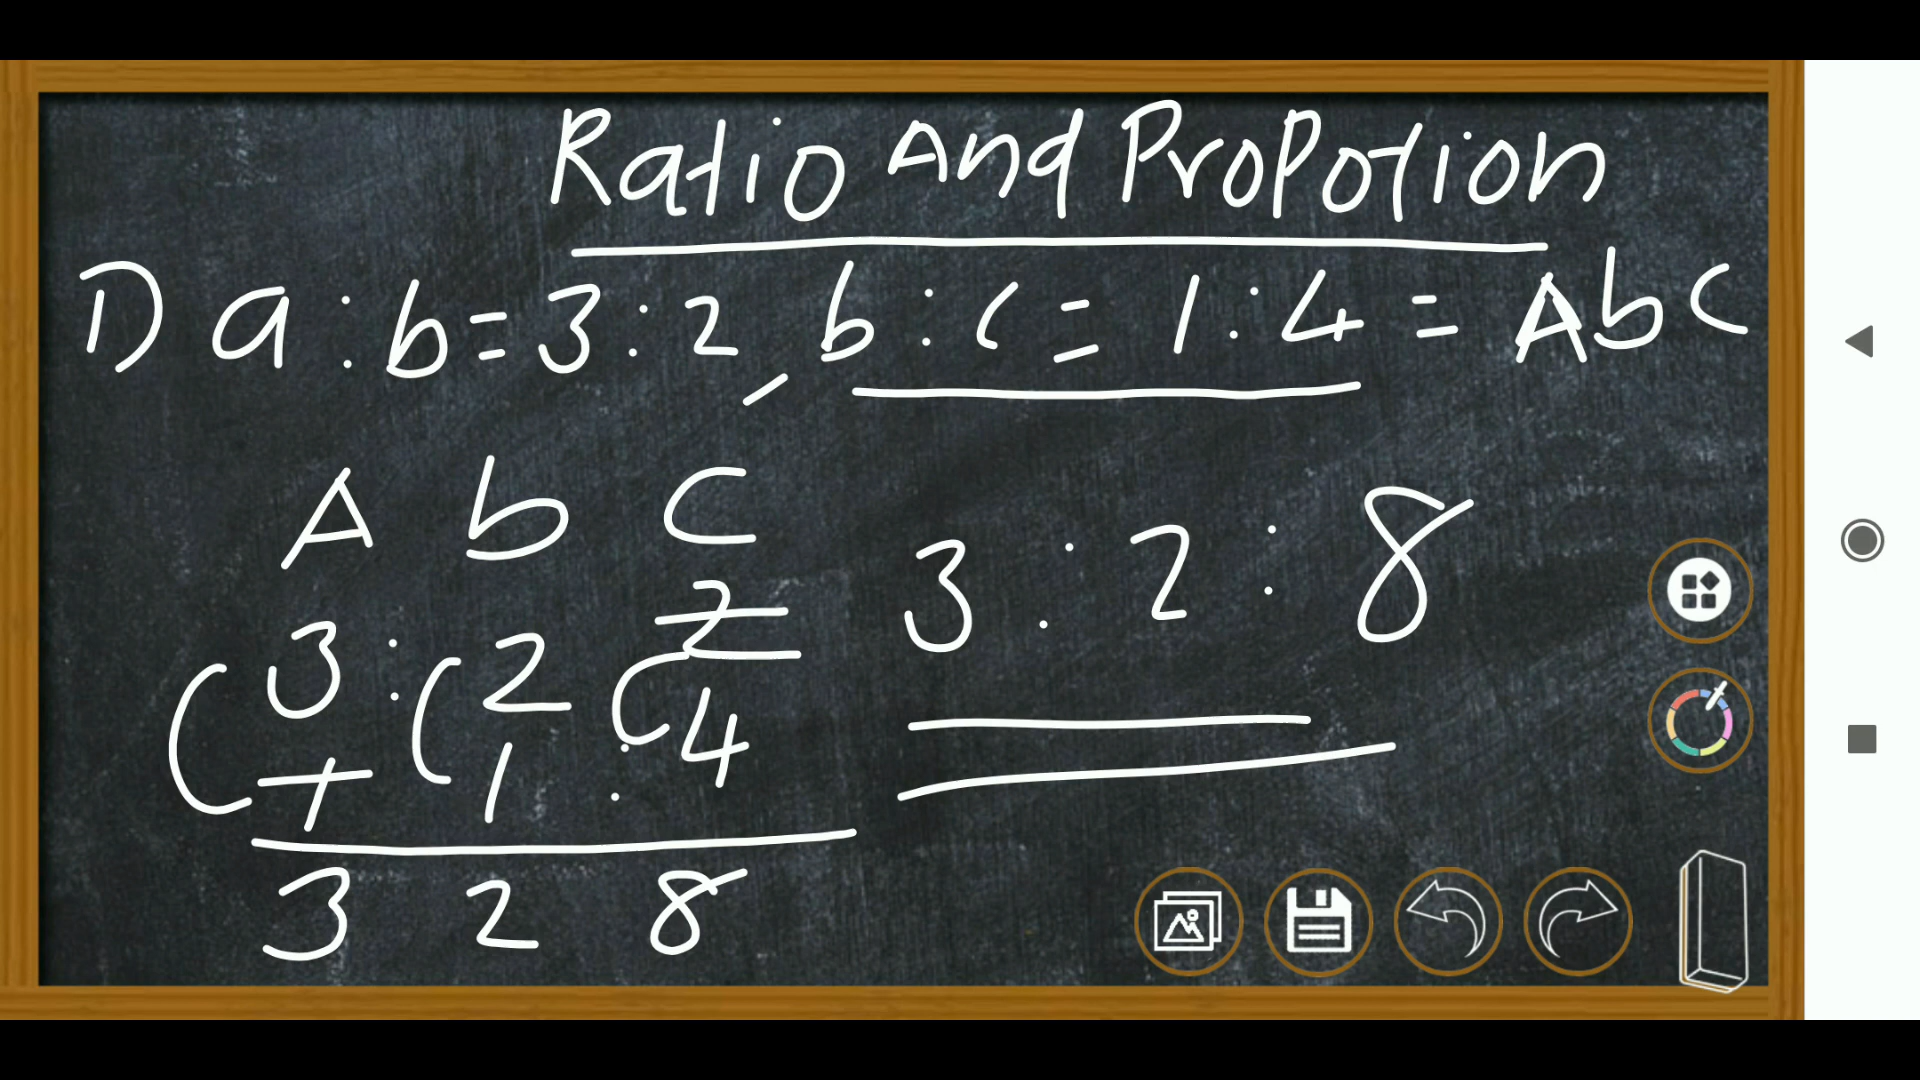 Ratio And Propotion
1) a : b = 3 : 2, b : c = 1 : 4 = Abc
A b c
2
3 : 2
1 1 : 4
3 2 8
3 : 2 : 8